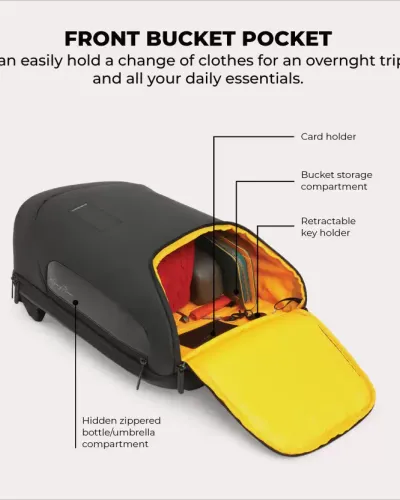 FRONT BUCKET POCKET
an easily hold a change of clothes for an overnght trip
and all your daily essentials.
Card holder
Bucket storage
compartment
Retractable
key holder
Hidden zippered
bottle/umbrella
compartment